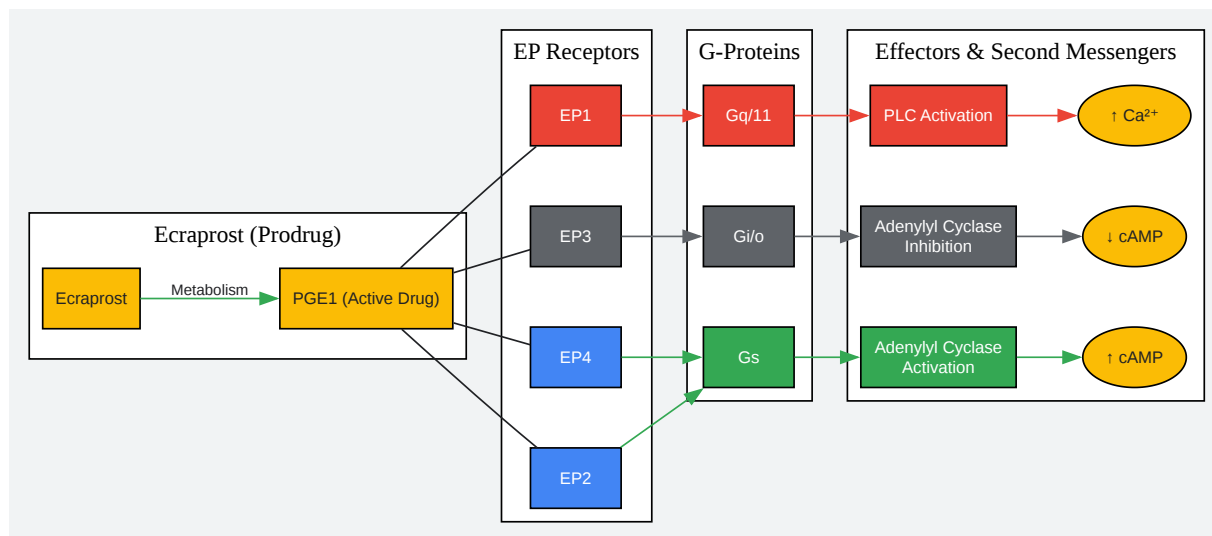 EP Receptors
G-Proteins
Effectors & Second Messengers
EP1
Gq/11
PLC Activation
↑ Ca²⁺
Ecraprost (Prodrug)
EP3
Gi/o
Adenylyl Cyclase
Inhibition
↓ cAMP
Ecraprost
Metabolism
PGE1 (Active Drug)
EP4
Gs
Adenylyl Cyclase
Activation
↑ cAMP
EP2